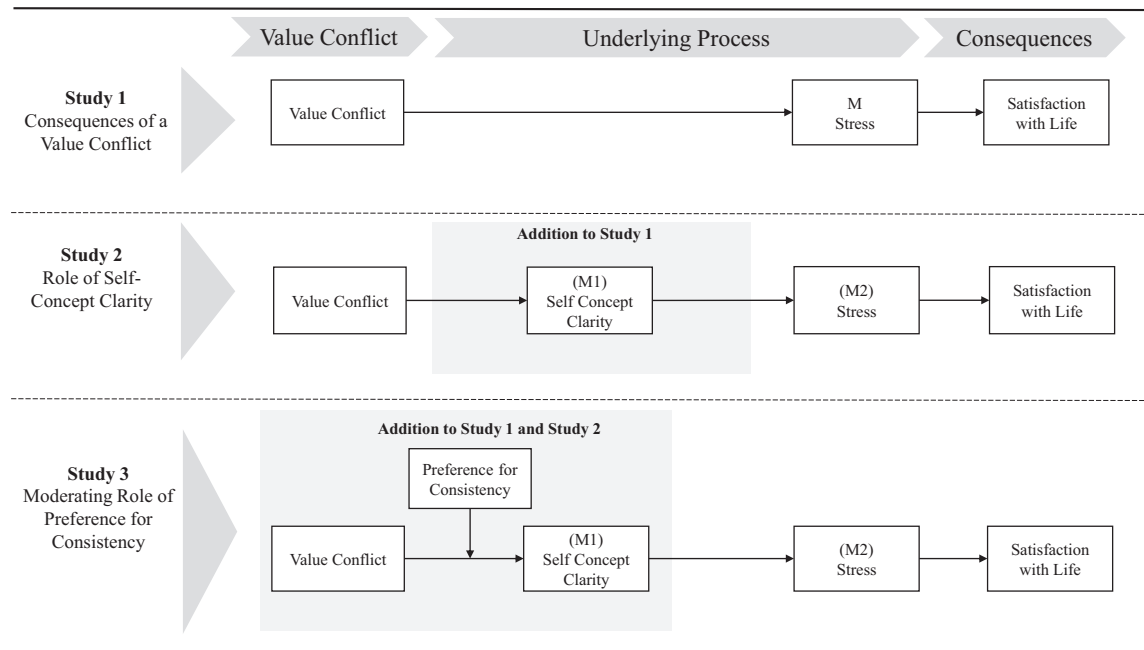 Value Conflict
Underlying Process
Consequences
Study 1
Consequences of a
Value Conflict
Value Conflict
M
Stress
Satisfaction
with Life
Addition to Study 1
Study 2
Role of Self-
Concept Clarity
Value Conflict
(M1)
Self Concept
Clarity
(M2)
Stress
Satisfaction
with Life
Addition to Study 1 and Study 2
Study 3
Moderating Role of
Preference for
Consistency
Preference for
Consistency
Value Conflict
(M1)
Self Concept
Clarity
(M2)
Stress
Satisfaction
with Life